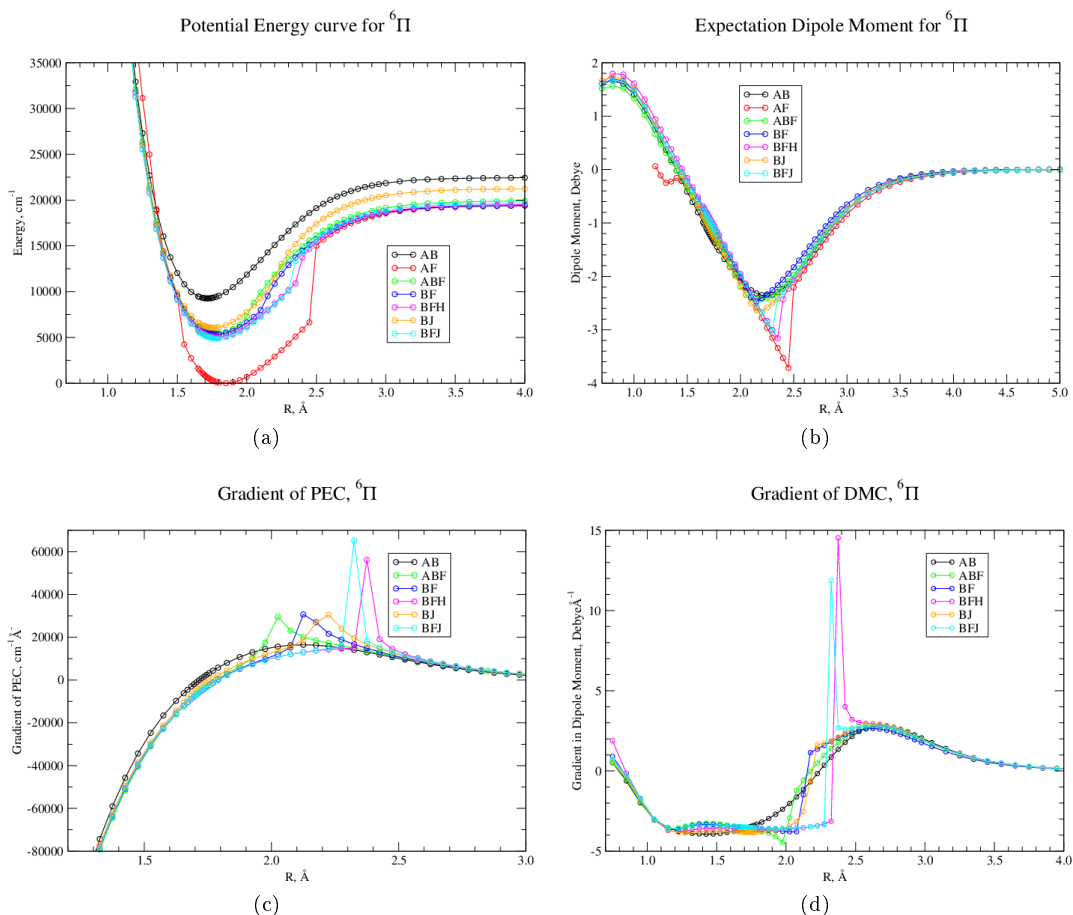 Potential Energy curve for ⁶Π
35000
30000
25000
20000
15000
10000
5000
0
Energy, cm⁻¹
1.0 1.5 2.0 2.5 3.0 3.5 4.0
R, Å
AB
AF
ABF
BF
BFH
BJ
BFJ
(a)
Expectation Dipole Moment for ⁶Π
2
1
0
-1
-2
-3
-4
Dipole Moment, Debye
1.0 1.5 2.0 2.5 3.0 3.5 4.0 4.5 5.0
R, Å
AB
AF
ABF
BF
BFH
BJ
BFJ
(b)
Gradient of PEC, ⁶Π
60000
40000
20000
0
-20000
-40000
-60000
-80000
Gradient of PEC, cm⁻¹Å⁻
1.5 2.0 2.5 3.0
R, Å
AB
ABF
BF
BFH
BJ
BFJ
(c)
Gradient of DMC, ⁶Π
15
10
5
0
-5
Gradient in Dipole Moment, DebyeÅ⁻¹
1.0 1.5 2.0 2.5 3.0 3.5 4.0
R, Å
AB
ABF
BF
BFH
BJ
BFJ
(d)